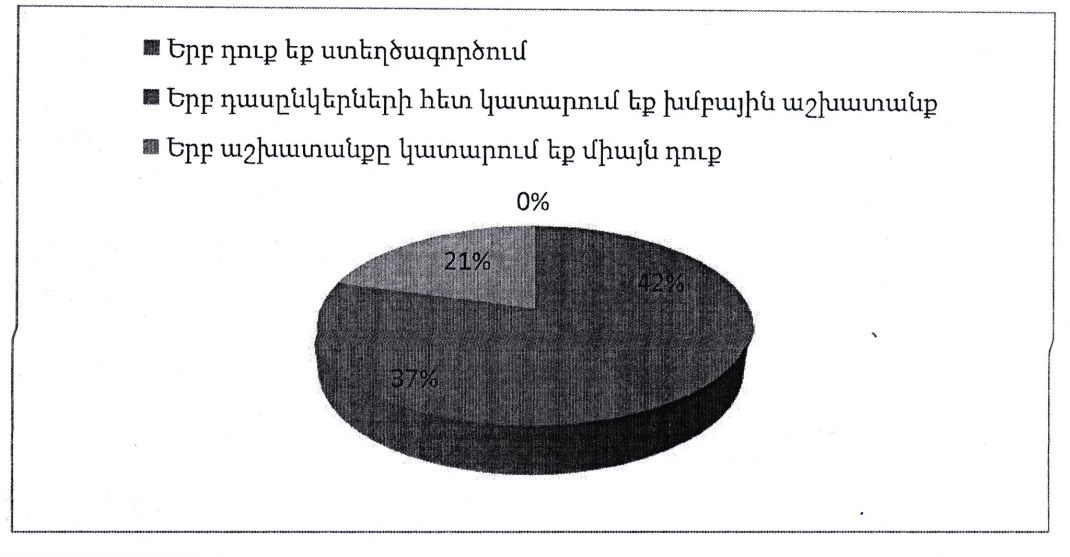 Երբ դուք եք ստեղծագործում
Երբ դասընկերների հետ կատարում եք խմբային աշխատանք
Երբ աշխատանքը կատարում եք միայն դուք
0%
21%
42%
37%